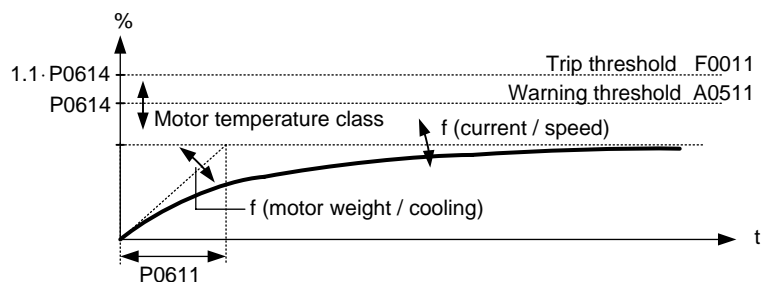 %
Trip threshold F0011
1.1·P0614
Warning threshold A0511
P0614
Motor temperature class
f (current / speed)
f (motor weight / cooling)
t
P0611